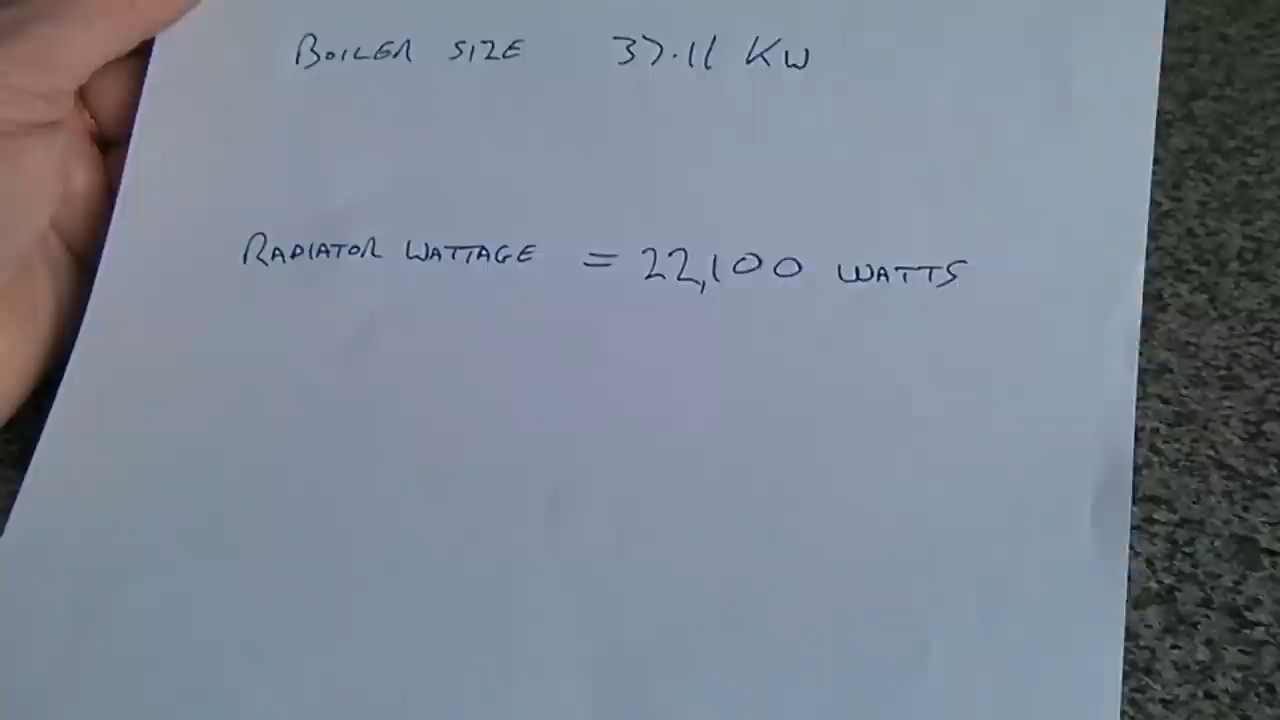 BOILER SIZE 37.11 KW
RADIATOR WATTAGE = 22,100 WATTS